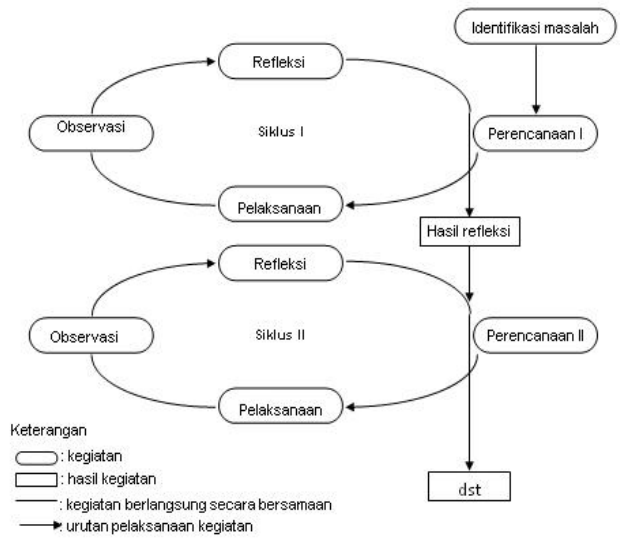 Identifikasi masalah
Refleksi
Observasi
Siklus I
Perencanaan I
Pelaksanaan
Hasil refleksi
Refleksi
Observasi
Siklus II
Perencanaan II
Pelaksanaan
Keterangan
: kegiatan
: hasil kegiatan
: kegiatan berlangsung secara bersamaan
: urutan pelaksanaan kegiatan
dst